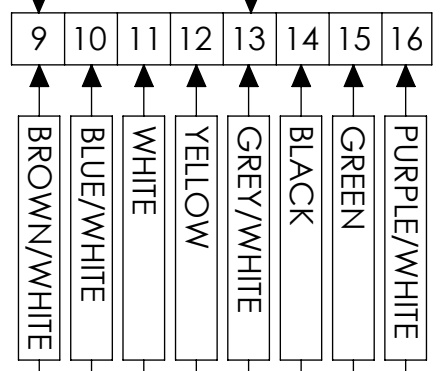 9 10 11 12 13 14 15 16
BROWN/WHITE
BLUE/WHITE
WHITE
YELLOW
GREY/WHITE
BLACK
GREEN
PURPLE/WHITE